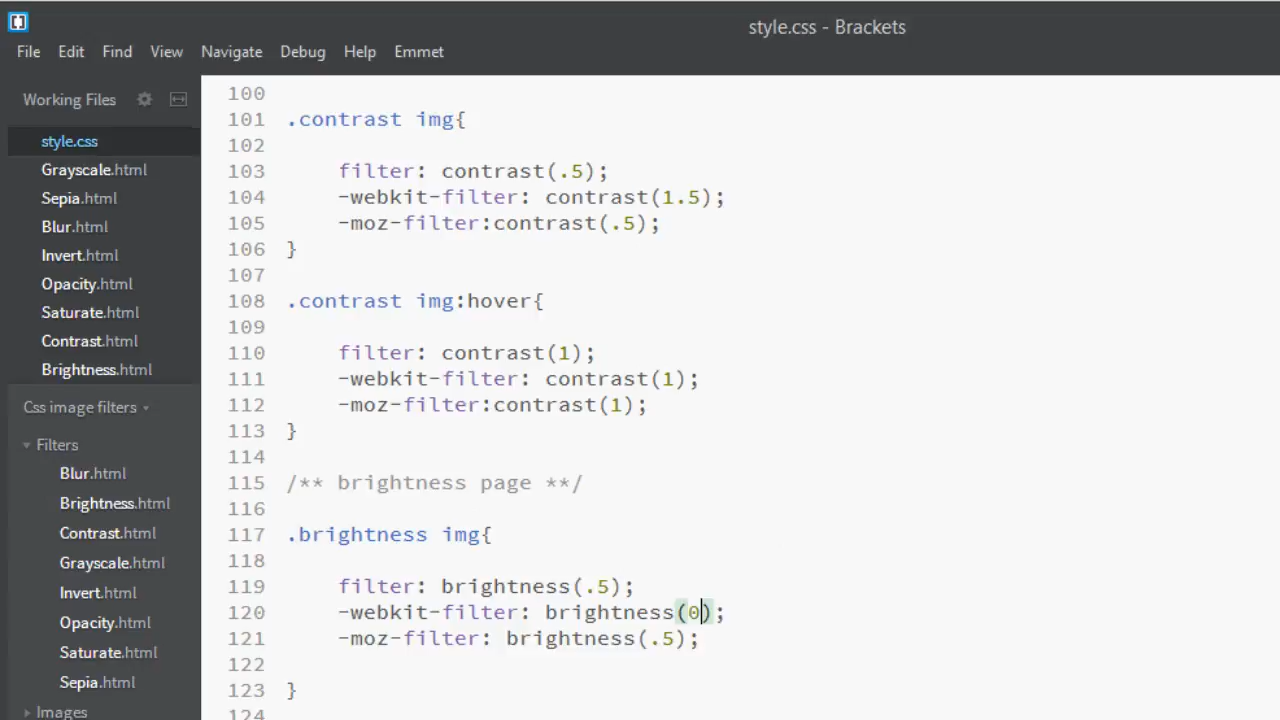 style.css - Brackets
File Edit Find View Navigate Debug Help Emmet
Working Files
style.css
Grayscale.html
Sepia.html
Blur.html
Invert.html
Opacity.html
Saturate.html
Contrast.html
Brightness.html
Css image filters
Filters
Blur.html
Brightness.html
Contrast.html
Grayscale.html
Invert.html
Opacity.html
Saturate.html
Sepia.html
Images
100
101 .contrast img{
102
103 filter: contrast(.5);
104 -webkit-filter: contrast(1.5);
105 -moz-filter:contrast(.5);
106 }
107
108 .contrast img:hover{
109
110 filter: contrast(1);
111 -webkit-filter: contrast(1);
112 -moz-filter:contrast(1);
113 }
114
115 /** brightness page **/
116
117 .brightness img{
118
119 filter: brightness(.5);
120 -webkit-filter: brightness(0);
121 -moz-filter: brightness(.5);
122
123 }
124